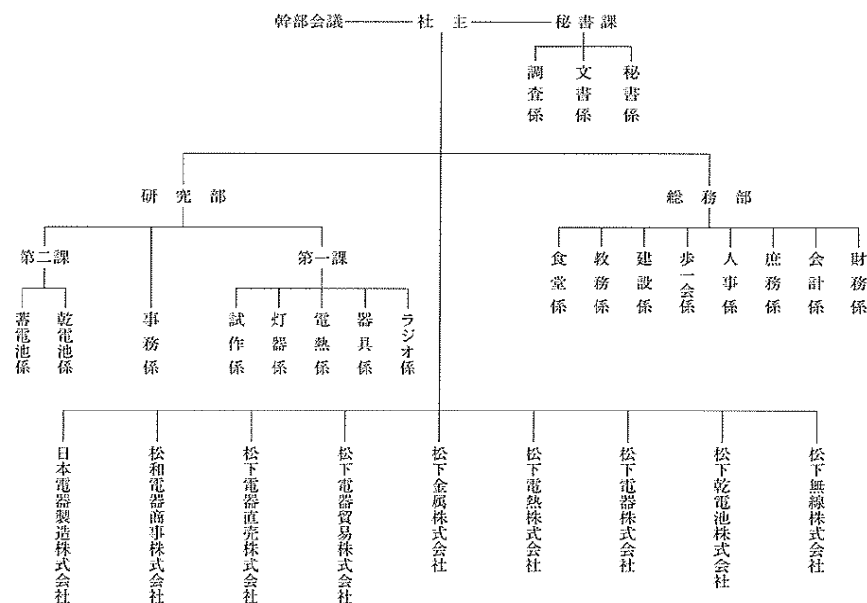 幹部会議
社主
秘書課
調査係
文書係
秘書係
研究部
総務部
第二課
第一課
事務係
蓄電池係
乾電池係
試作係
灯器係
電熱係
器具係
ラジオ係
食堂係
教務係
建設係
歩一会係
人事係
庶務係
会計係
財務係
日本電器製造株式会社
松和電器商事株式会社
松下電器直売株式会社
松下電器貿易株式会社
松下金属株式会社
松下電熱株式会社
松下電器株式会社
松下乾電池株式会社
松下無線株式会社